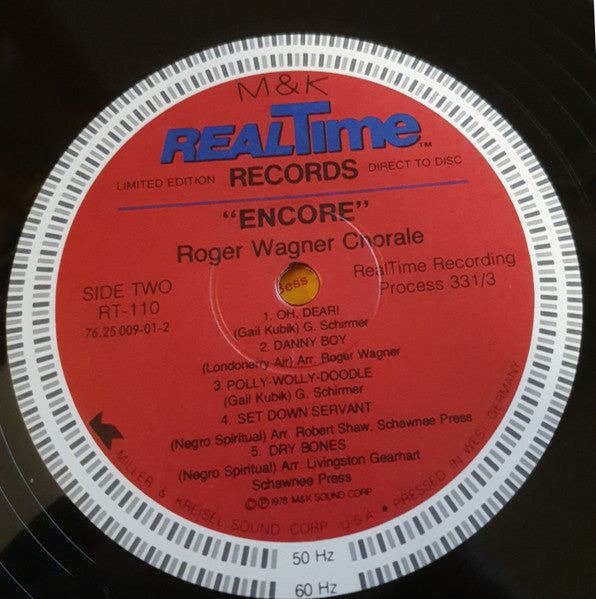 M&K
REALTime™
LIMITED EDITION RECORDS DIRECT TO DISC
"ENCORE"
Roger Wagner Chorale
SIDE TWO
RT-110
76.25 009-01-2
Bess
RealTime Recording
Process 331/3
1. OH, DEAR!
(Gail Kubik) G. Schirmer
2. DANNY BOY
(Londonarry Air) Arr. Roger Wagner
3. POLLY-WOLLY-DOODLE
(Gail Kubik) G. Schirmer
4. SET DOWN SERVANT
(Negro Spiritual) Arr. Robert Shaw. Schawnee Press
5. DRY BONES
(Negro Spiritual) Arr. Livingston Gearhart
Schawnee Press
©℗ 1978 M&K SOUND CORP
MILLER & KREISEL SOUND CORP U.S.A • PRESSED IN WEST GERMANY
50 Hz
60 Hz